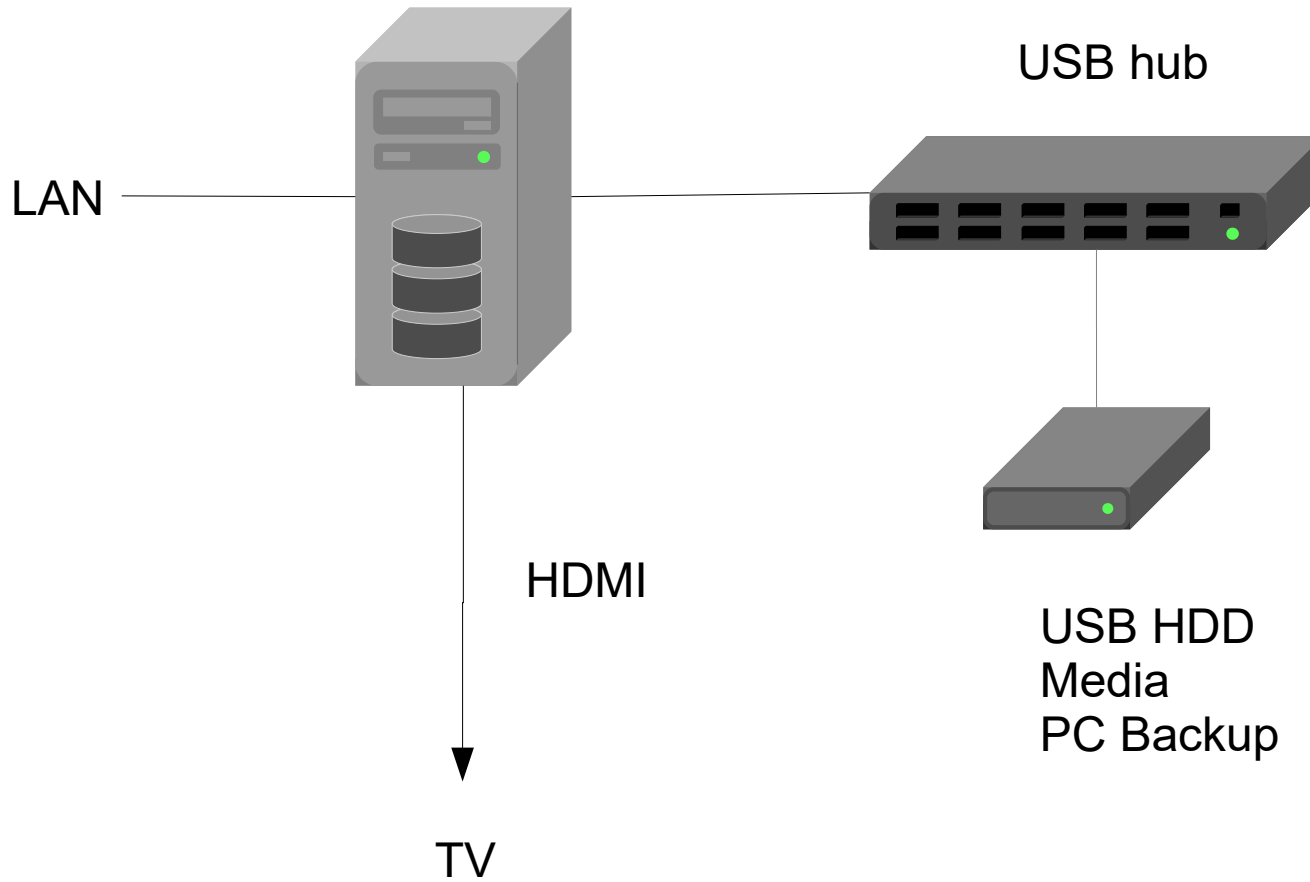 USB hub
LAN
HDMI
USB HDD
Media
PC Backup
TV